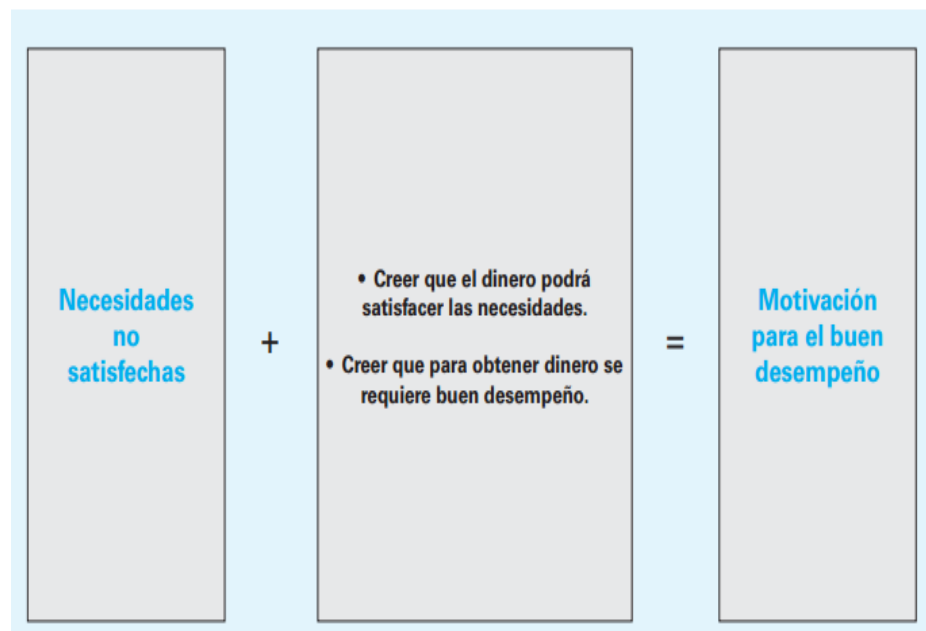 Necesidades
no
satisfechas
+
• Creer que el dinero podrá
satisfacer las necesidades.
• Creer que para obtener dinero se
requiere buen desempeño.
=
Motivación
para el buen
desempeño